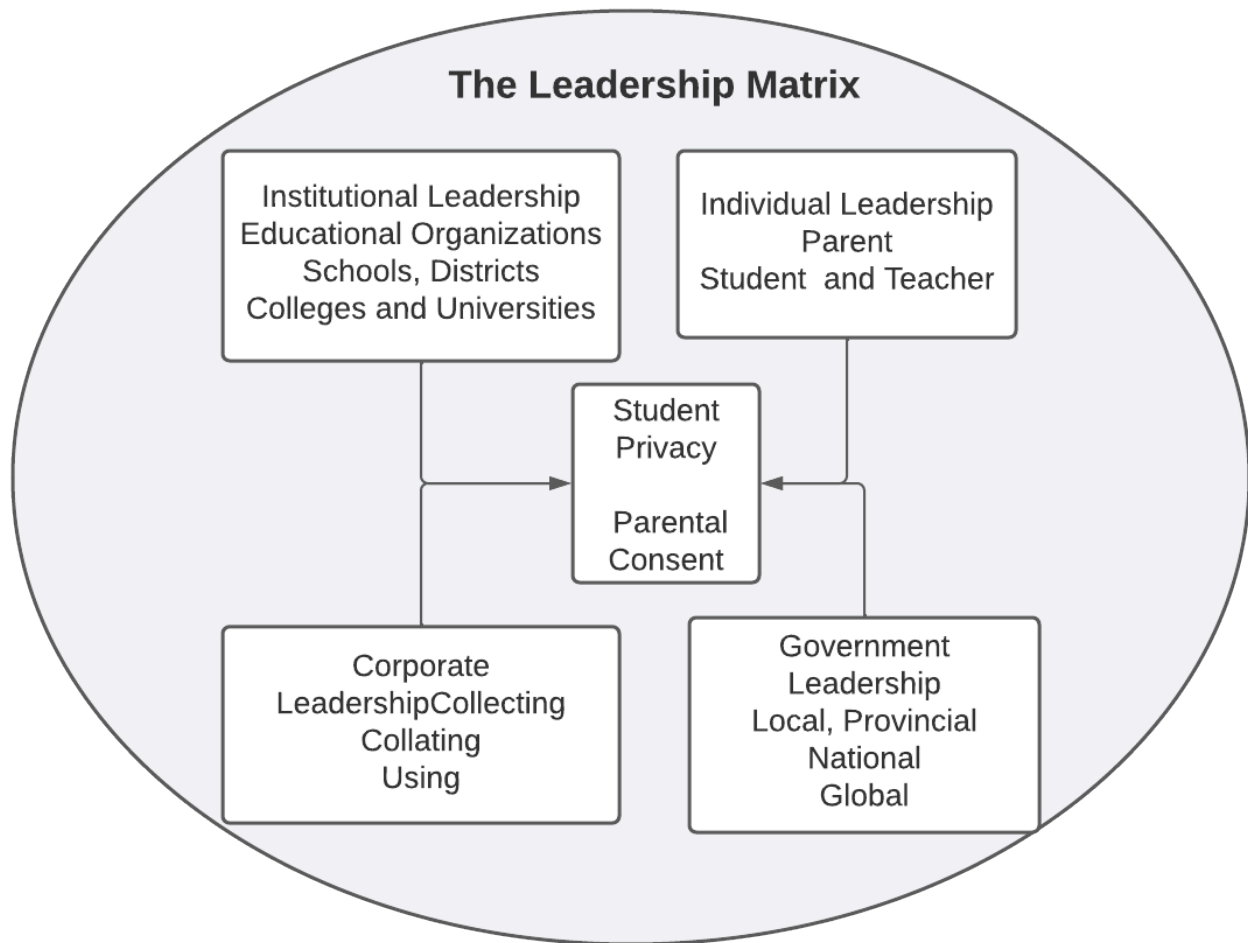 The Leadership Matrix
Institutional Leadership
Educational Organizations
Schools, Districts
Colleges and Universities
Individual Leadership
Parent
Student  and Teacher
Student
Privacy
Parental
Consent
Corporate
LeadershipCollecting
Collating
Using
Government
Leadership
Local, Provincial
National
Global